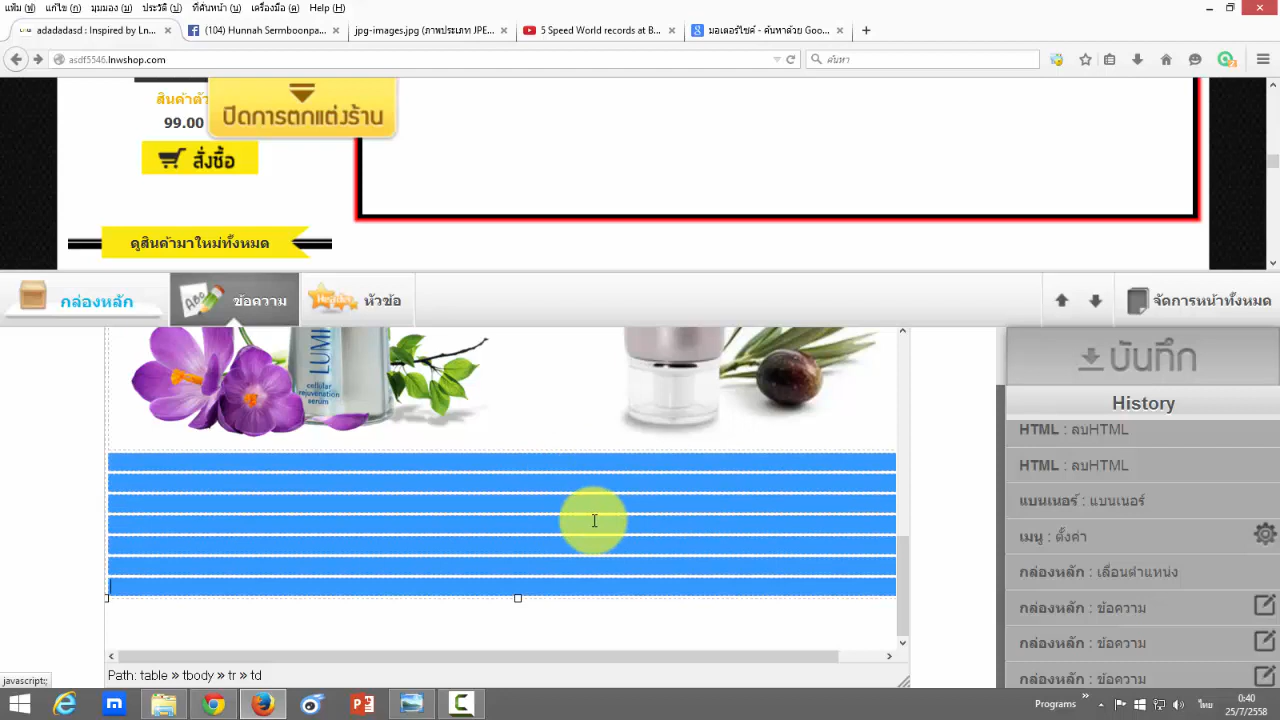 แฟ้ม (ฟ) แก้ไข (ก) มุมมอง (ม) ประวัติ (ป) ที่คั่นหน้า (ท) เครื่องมือ (อ) Help (H)
adadadasd : Inspired by Ln...
(104) Hunnah Sermboonpa...
jpg-images.jpg (ภาพประเภท JPE...
5 Speed World records at B...
มอเตอร์ไซค์ - ค้นหาด้วย Goo...
asdf5546.lnwshop.com
ค้นหา
สินค้าตัว
99.00
ปิดการตกแต่งร้าน
สั่งซื้อ
ดูสินค้ามาใหม่ทั้งหมด
กล่องหลัก
ข้อความ
หัวข้อ
จัดการหน้าทั้งหมด
LUMI
cellular
rejuvenation
serum
บันทึก
History
HTML : ลบHTML
HTML : ลบHTML
แบนเนอร์ : แบนเนอร์
เมนู : ตั้งค่า
กล่องหลัก : เลื่อนตำแหน่ง
กล่องหลัก : ข้อความ
กล่องหลัก : ข้อความ
กล่องหลัก : ข้อความ
Path: table » tbody » tr » td
javascript:;
Programs
ไทย
0:40
25/7/2558